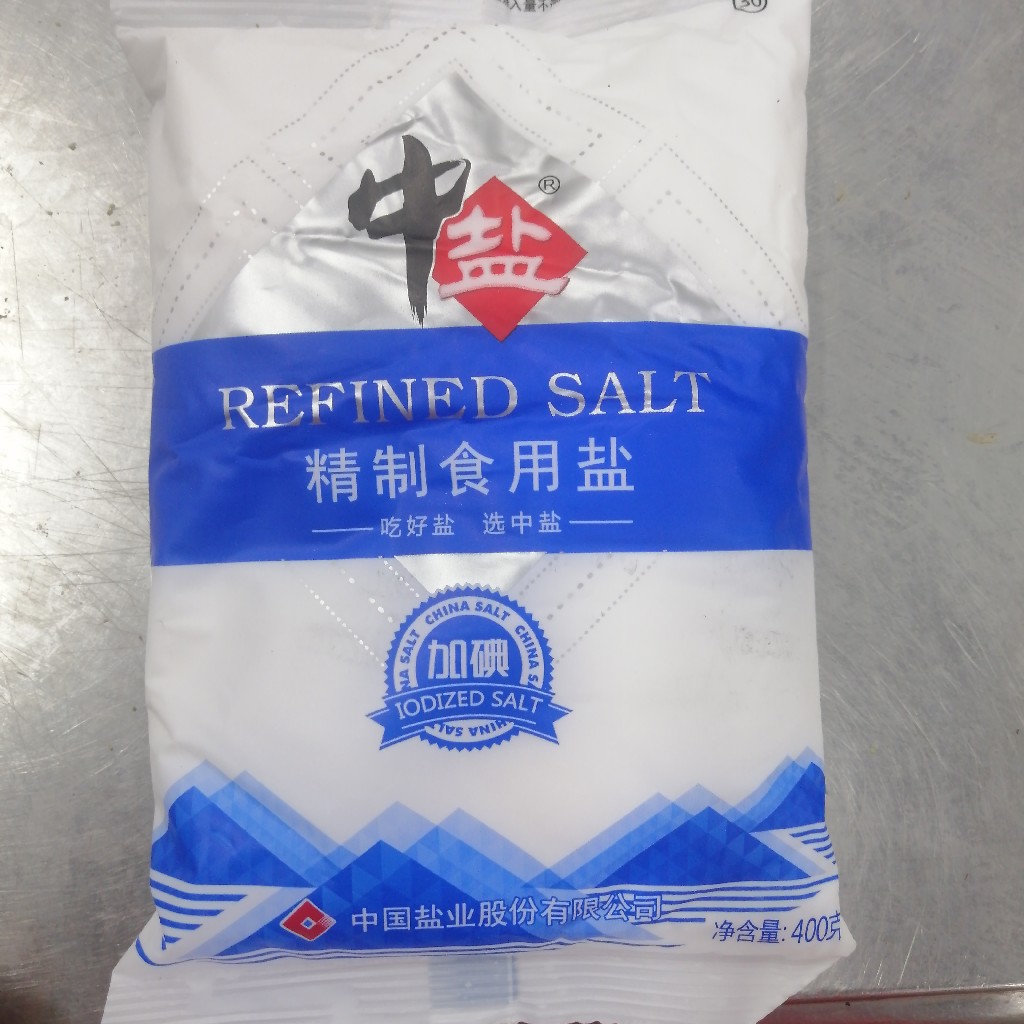 中盐®
REFINED SALT
精制食用盐
吃好盐 选中盐
CHINA SALT CHINA SALT
加碘
IODIZED SALT
CHINA SALT
中国盐业股份有限公司
净含量: 400克